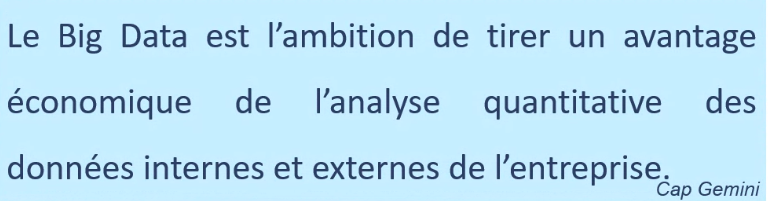 Le Big Data est l’ambition de tirer un avantage
économique de l’analyse quantitative des
données internes et externes de l’entreprise.
Cap Gemini